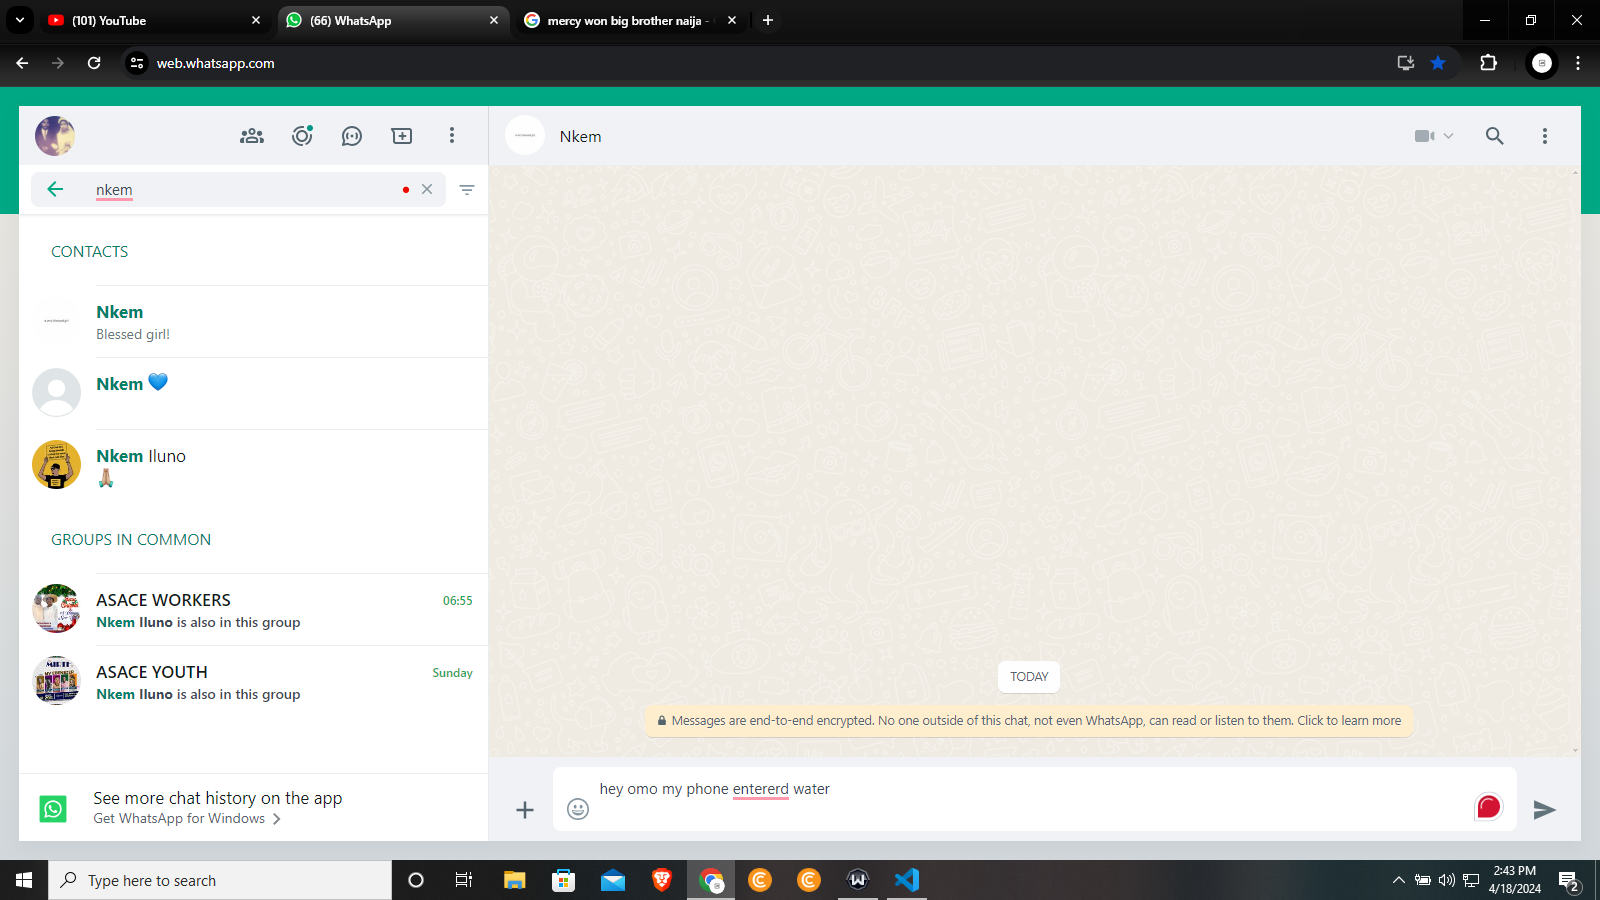 (101) YouTube
(66) WhatsApp
mercy won big brother naija -
web.whatsapp.com
nkem
CONTACTS
Nkem
Blessed girl!
Nkem 💙
Nkem Iluno
🙏🏽
GROUPS IN COMMON
ASACE WORKERS
06:55
Nkem Iluno is also in this group
ASACE YOUTH
Sunday
Nkem Iluno is also in this group
See more chat history on the app
Get WhatsApp for Windows
Nkem
TODAY
Messages are end-to-end encrypted. No one outside of this chat, not even WhatsApp, can read or listen to them. Click to learn more
hey omo my phone entererd water
Type here to search
2:43 PM
4/18/2024
2